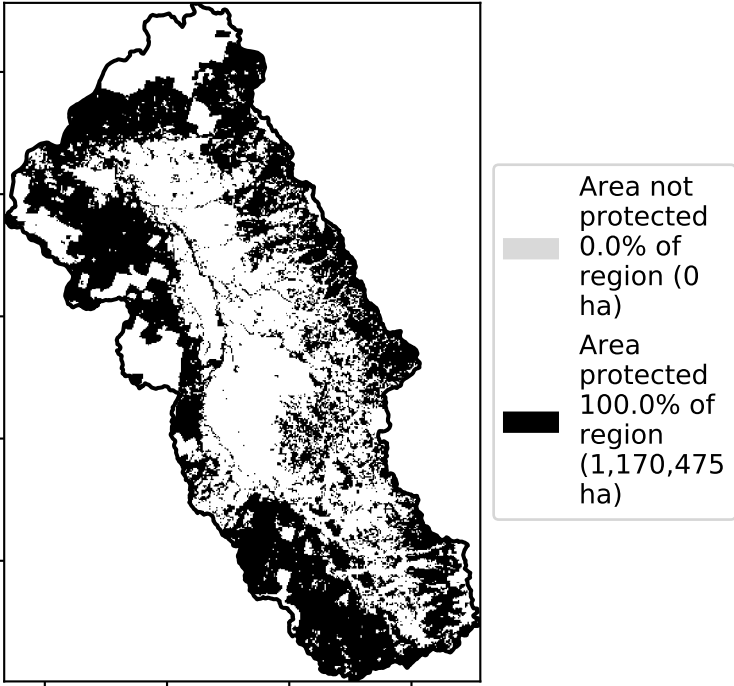 Area not
protected
0.0% of
region (0
ha)
Area
protected
100.0% of
region
(1,170,475
ha)